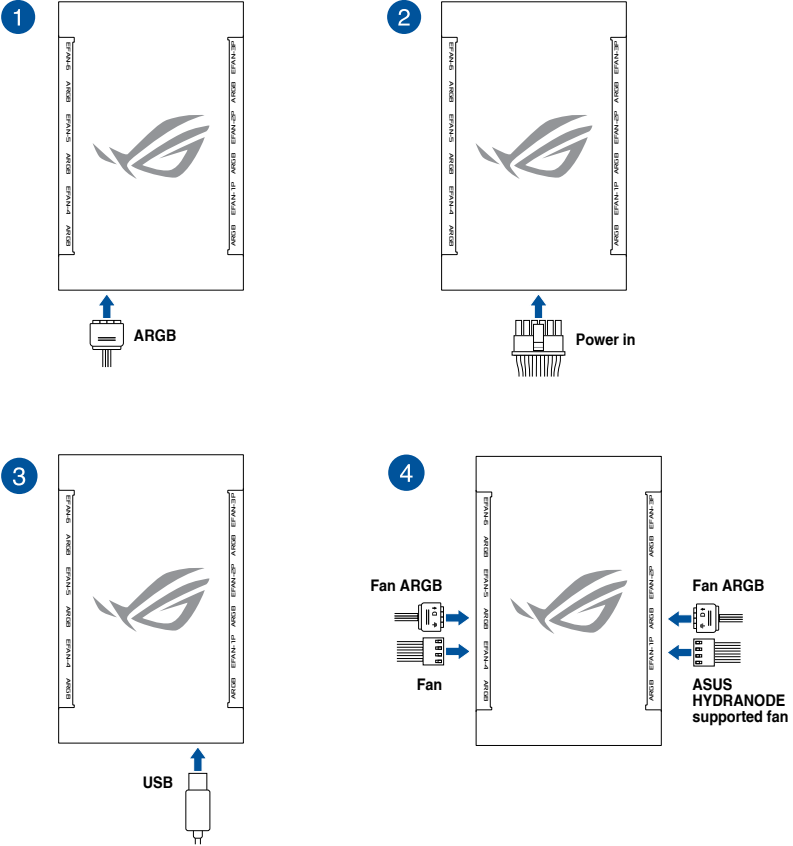 1
EFAN-6 ARGB EFAN-5 ARGB EFAN-4 ARGB
EFAN-3P ARGB EFAN-2P ARGB EFAN-1P ARGB
ARGB
2
EFAN-6 ARGB EFAN-5 ARGB EFAN-4 ARGB
EFAN-3P ARGB EFAN-2P ARGB EFAN-1P ARGB
Power in
3
EFAN-6 ARGB EFAN-5 ARGB EFAN-4 ARGB
EFAN-3P ARGB EFAN-2P ARGB EFAN-1P ARGB
USB
4
EFAN-6 ARGB EFAN-5 ARGB EFAN-4 ARGB
EFAN-3P ARGB EFAN-2P ARGB EFAN-1P ARGB
Fan ARGB
Fan
Fan ARGB
ASUS
HYDRANODE
supported fan